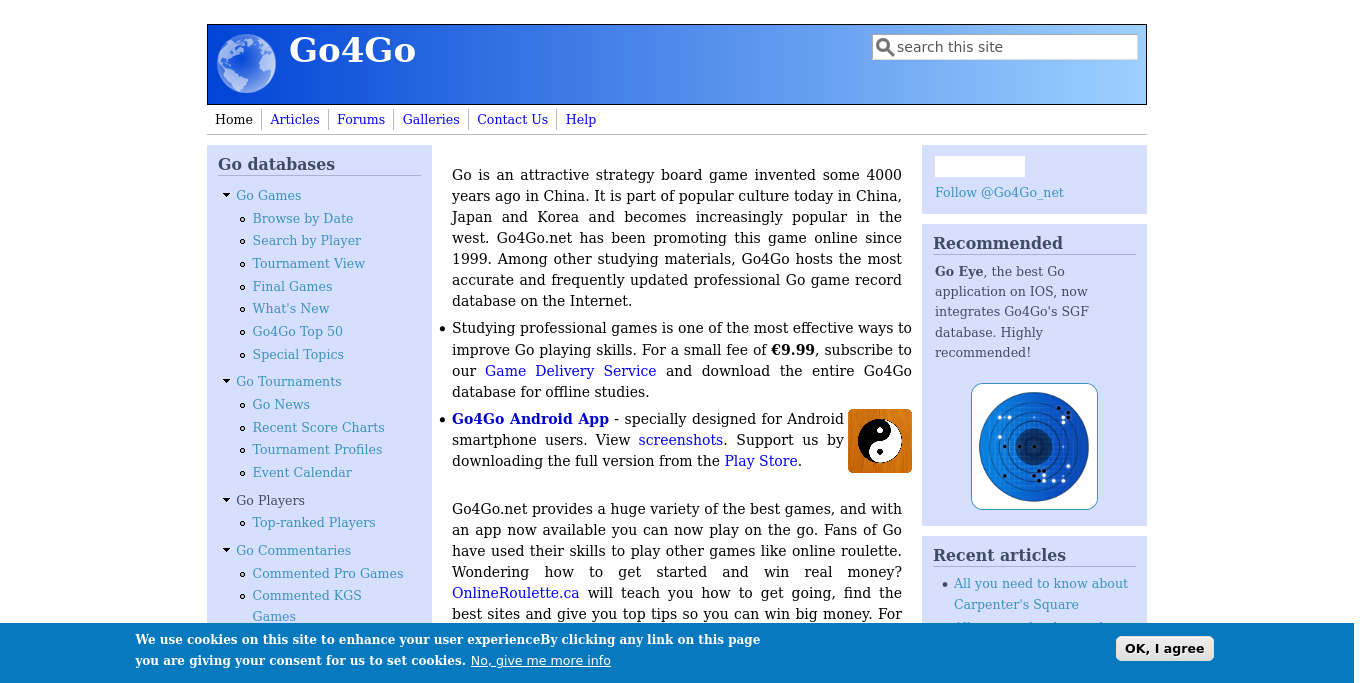 Go4Go
search this site
Home
Articles
Forums
Galleries
Contact Us
Help
Go databases
Go Games
Browse by Date
Search by Player
Tournament View
Final Games
What's New
Go4Go Top 50
Special Topics
Go Tournaments
Go News
Recent Score Charts
Tournament Profiles
Event Calendar
Go Players
Top-ranked Players
Go Commentaries
Commented Pro Games
Commented KGS
Games
Go is an attractive strategy board game invented some 4000
years ago in China. It is part of popular culture today in China,
Japan and Korea and becomes increasingly popular in the
west. Go4Go.net has been promoting this game online since
1999. Among other studying materials, Go4Go hosts the most
accurate and frequently updated professional Go game record
database on the Internet.
Studying professional games is one of the most effective ways to
improve Go playing skills. For a small fee of €9.99, subscribe to
our Game Delivery Service and download the entire Go4Go
database for offline studies.
Go4Go Android App - specially designed for Android
smartphone users. View screenshots. Support us by
downloading the full version from the Play Store.
Go4Go.net provides a huge variety of the best games, and with
an app now available you can now play on the go. Fans of Go
have used their skills to play other games like online roulette.
Wondering how to get started and win real money?
OnlineRoulette.ca will teach you how to get going, find the
best sites and give you top tips so you can win big money. For
Follow @Go4Go_net
Recommended
Go Eye, the best Go
application on IOS, now
integrates Go4Go's SGF
database. Highly
recommended!
Recent articles
All you need to know about
Carpenter's Square
We use cookies on this site to enhance your user experienceBy clicking any link on this page
you are giving your consent for us to set cookies. No, give me more info
OK, I agree